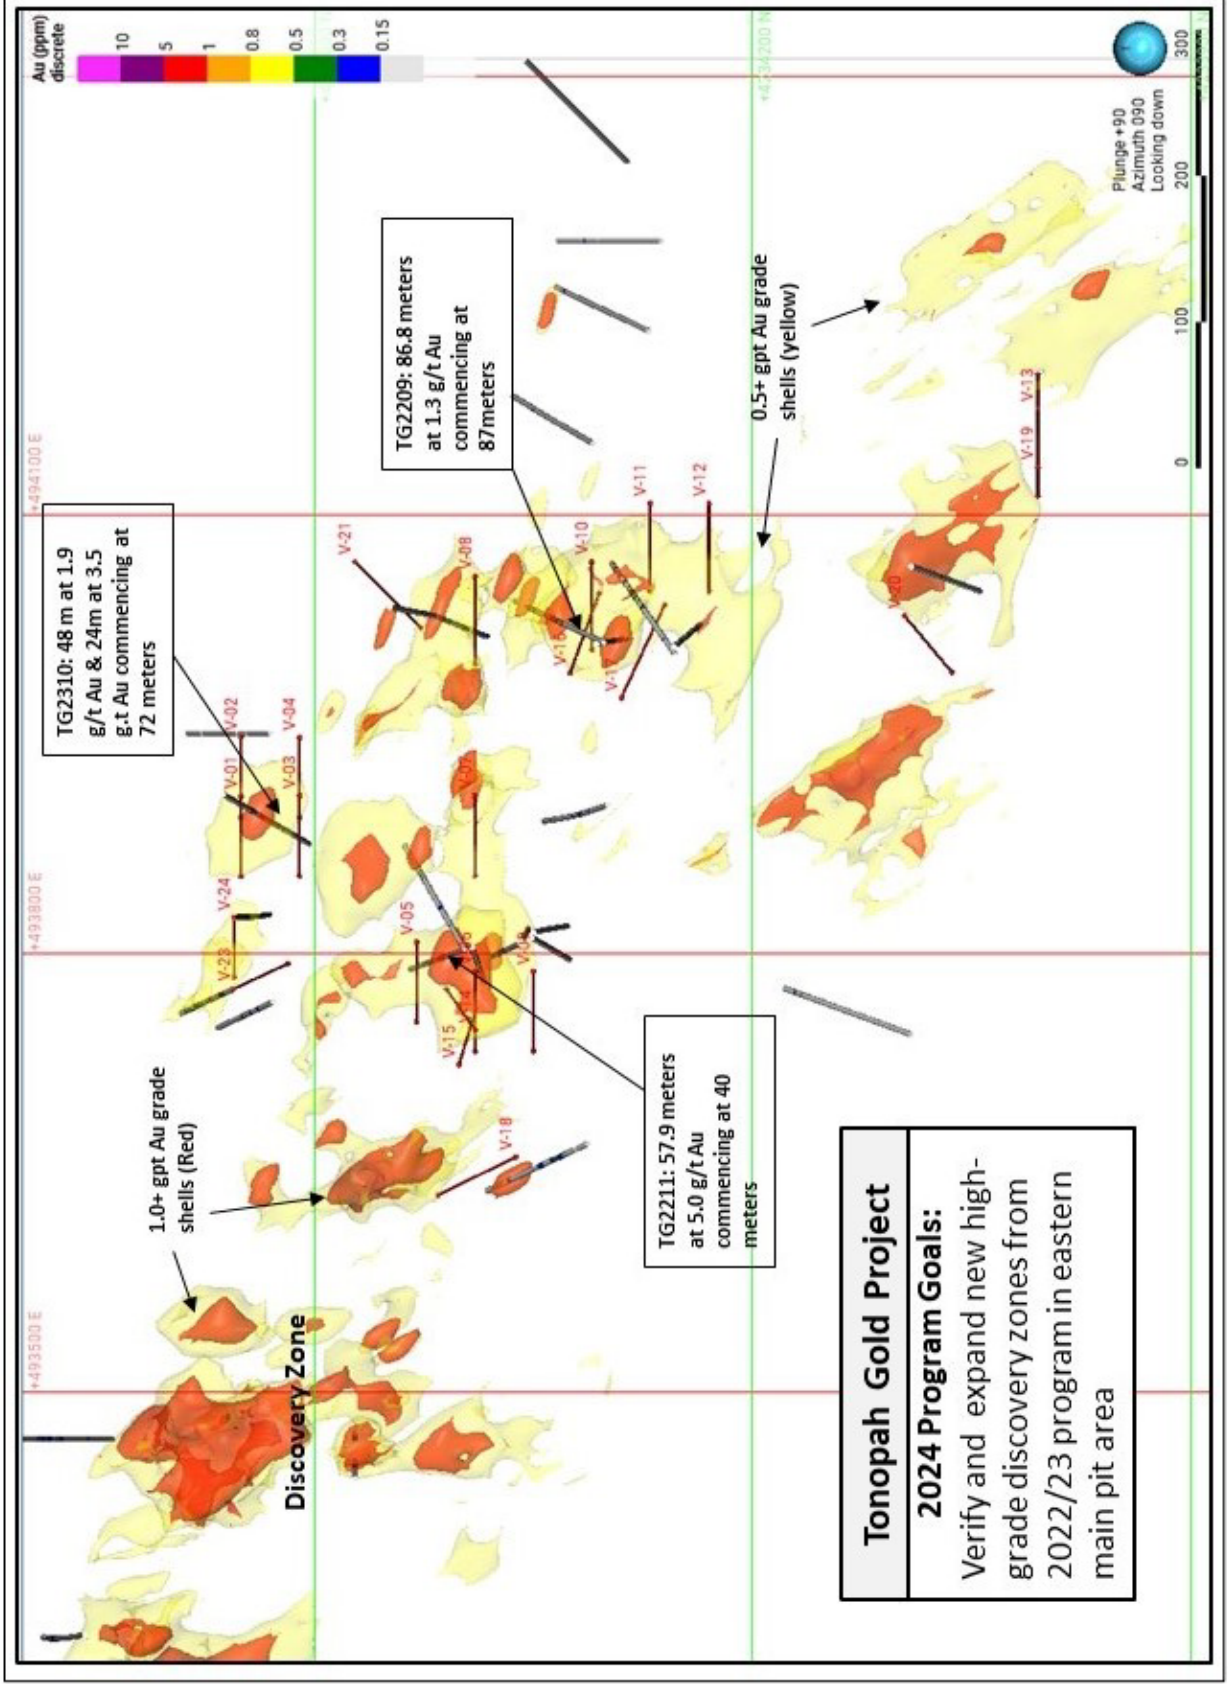 Au (ppm)
discrete
10
5
1
0.8
0.5
0.3
0.15
+493500 E
+493800 E
+494100 E
+4234200 N
TG2310: 48 m at 1.9
g/t Au & 24m at 3.5
g.t Au commencing at
72 meters
TG2209: 86.8 meters
at 1.3 g/t Au
commencing at
87meters
1.0+ gpt Au grade
shells (Red)
Discovery Zone
V-23
V-24
V-01
V-02
V-03
V-04
V-21
V-05
V-15
V-07
V-08
V-18
V-10
V-11
V-12
V-20
V-19
V-13
0.5+ gpt Au grade
shells (yellow)
TG2211: 57.9 meters
at 5.0 g/t Au
commencing at 40
meters
Tonopah Gold Project
2024 Program Goals:
Verify and expand new high-
grade discovery zones from
2022/23 program in eastern
main pit area
Plunge +90
Azimuth 090
Looking down
0
100
200
300